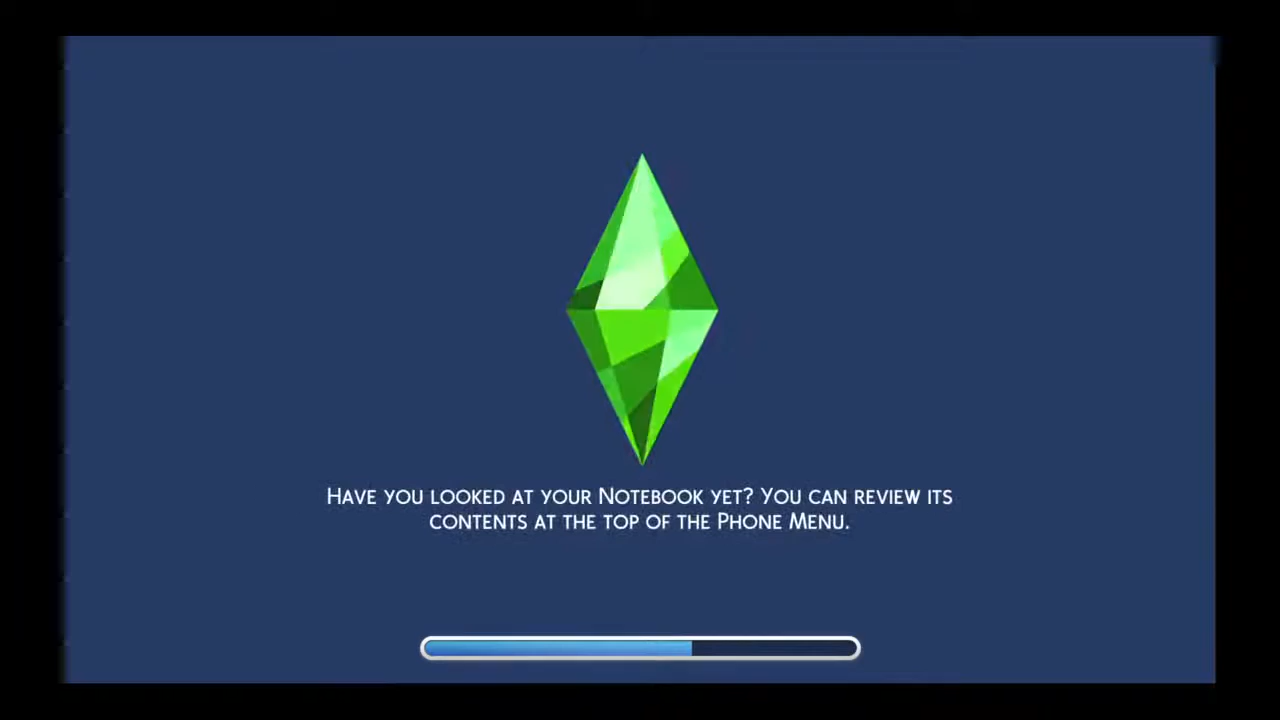 Have you looked at your Notebook yet? You can review its
contents at the top of the Phone Menu.